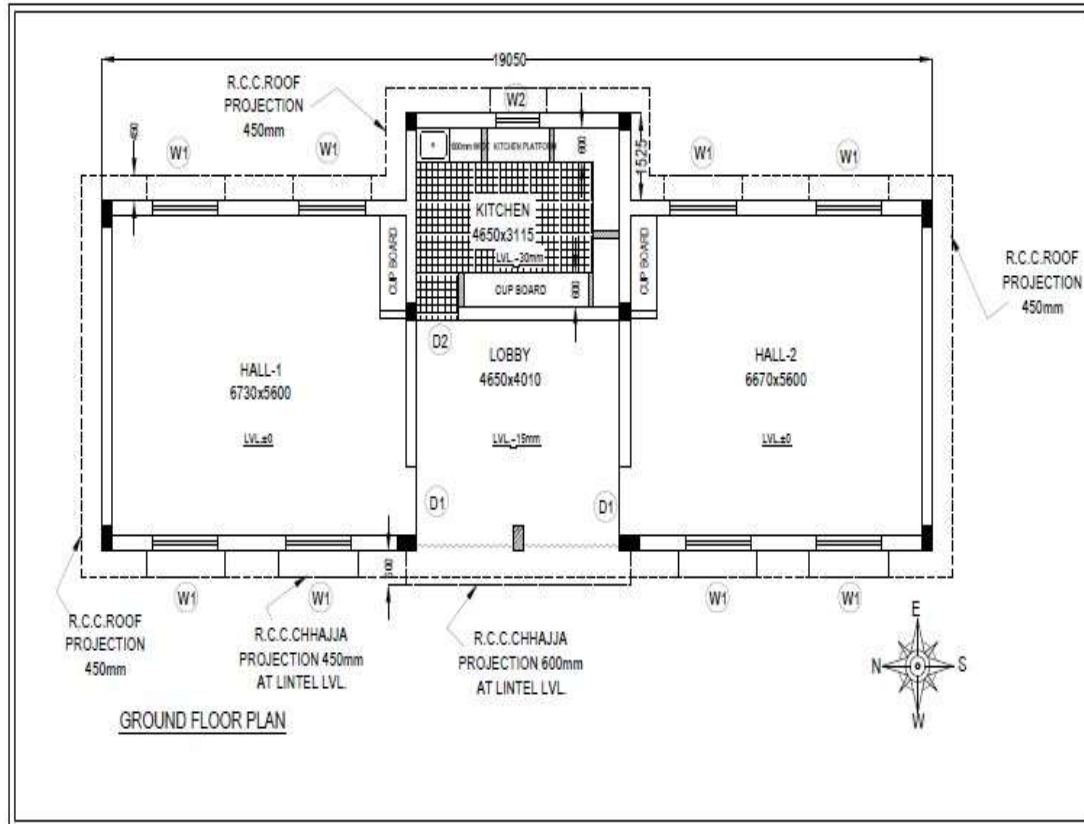 19050
R.C.C.ROOF
PROJECTION
450mm
W2
450
W1
W1
600mm
KITCHEN PLATFORM
600
1525
W1
W1
KITCHEN
4650x3115
LVL.-30mm
CUP BOARD
CUP BOARD
600
CUP BOARD
R.C.C.ROOF
PROJECTION
450mm
D2
LOBBY
4650x4010
HALL-1
6730x5600
HALL-2
6670x5600
LVL.±0
LVL.-15mm
LVL.±0
D1
D1
W1
W1
W1
W1
R.C.C.ROOF
PROJECTION
450mm
R.C.C.CHHAJJA
PROJECTION 450mm
AT LINTEL LVL.
R.C.C.CHHAJJA
PROJECTION 600mm
AT LINTEL LVL.
E
N
S
W
GROUND FLOOR PLAN